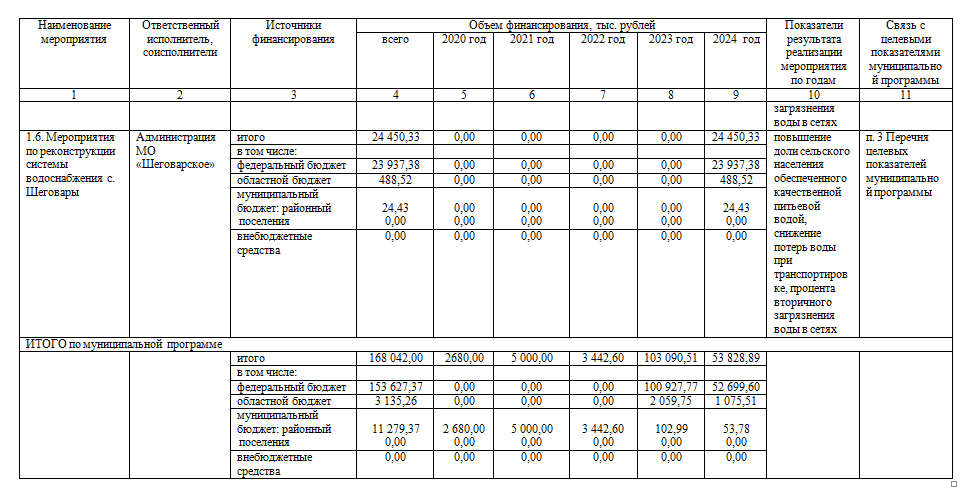 Наименование мероприятия | Ответственный исполнитель, соисполнители | Источники финансирования | Объем финансирования, тыс. рублей | Показатели результата реализации мероприятия по годам | Связь с целевыми показателями муниципально й программы
всего | 2020 год | 2021 год | 2022 год | 2023 год | 2024 год
1 | 2 | 3 | 4 | 5 | 6 | 7 | 8 | 9 | 10 | 11
загрязнения
воды в сетях
1.6. Мероприятия
по реконструкции
системы
водоснабжения с.
Шеговары
Администрация
МО
«Шеговарское»
итого | 24 450,33 | 0,00 | 0,00 | 0,00 | 0,00 | 24 450,33
в том числе:
федеральный бюджет | 23 937,38 | 0,00 | 0,00 | 0,00 | 0,00 | 23 937,38
областной бюджет | 488,52 | 0,00 | 0,00 | 0,00 | 0,00 | 488,52
муниципальный
бюджет: районный | 24,43 | 0,00 | 0,00 | 0,00 | 0,00 | 24,43
поселения | 0,00 | 0,00 | 0,00 | 0,00 | 0,00 | 0,00
внебюджетные | 0,00 | 0,00 | 0,00 | 0,00 | 0,00 | 0,00
средства
повышение
доли сельского
населения
обеспеченного
качественной
питьевой
водой,
снижение
потерь воды
при
транспортиров
ке, процента
вторичного
загрязнения
воды в сетях
п.3 Перечня
целевых
показателей
муниципально
й программы
ИТОГО по муниципальной программе
итого | 168 042,00 | 2680,00 | 5 000,00 | 3 442,60 | 103 090,51 | 53 828,89
в том числе:
федеральный бюджет | 153 627,37 | 0,00 | 0,00 | 0,00 | 100 927,77 | 52 699,60
областной бюджет | 3 135,26 | 0,00 | 0,00 | 0,00 | 2 059,75 | 1 075,51
муниципальный
бюджет: районный | 11 279,37 | 2 680,00 | 5 000,00 | 3 442,60 | 102,99 | 53,78
поселения | 0,00 | 0,00 | 0,00 | 0,00 | 0,00 | 0,00
внебюджетные | 0,00 | 0,00 | 0,00 | 0,00 | 0,00 | 0,00
средства